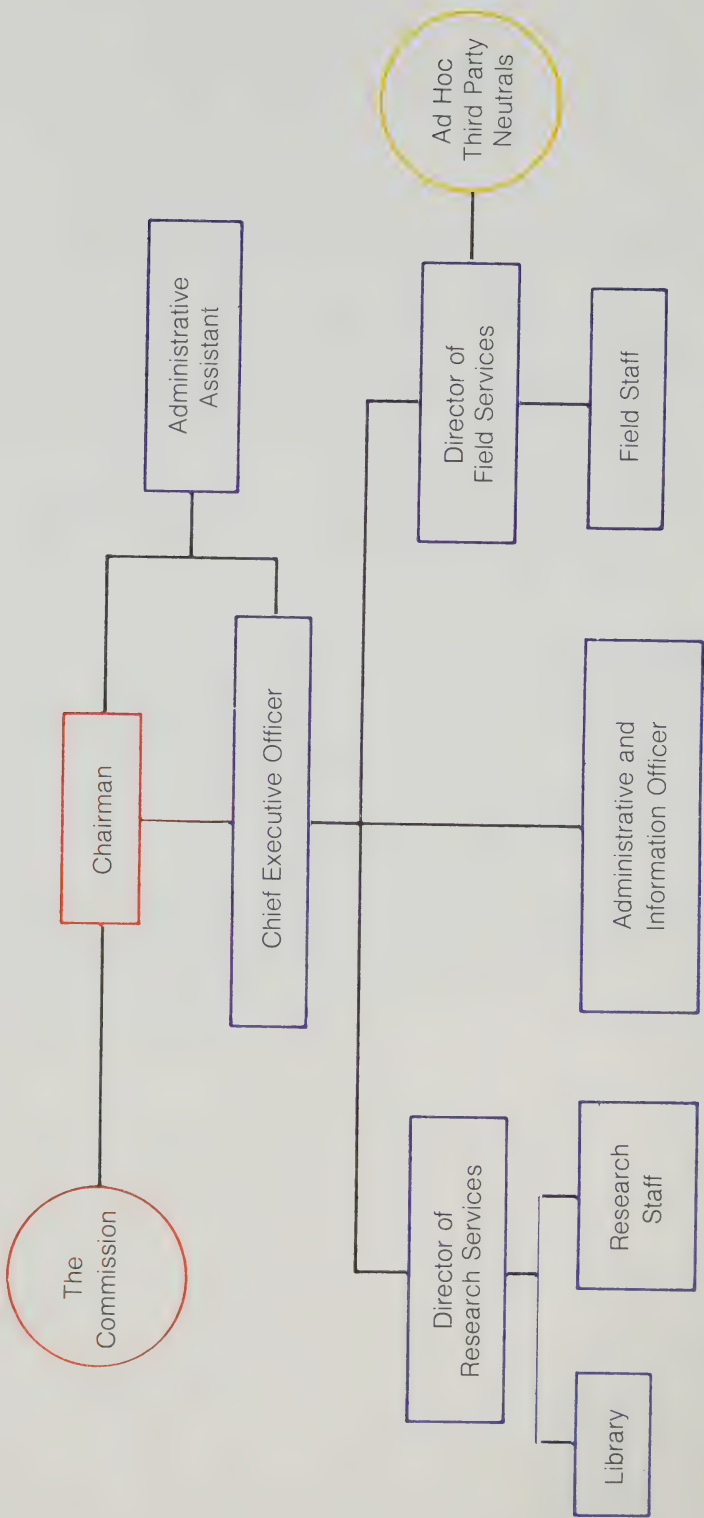 The
Commission
Chairman
Administrative
Assistant
Chief Executive Officer
Director of
Research Services
Director of
Field Services
Ad Hoc
Third Party
Neutrals
Library
Research
Staff
Administrative and
Information Officer
Field Staff